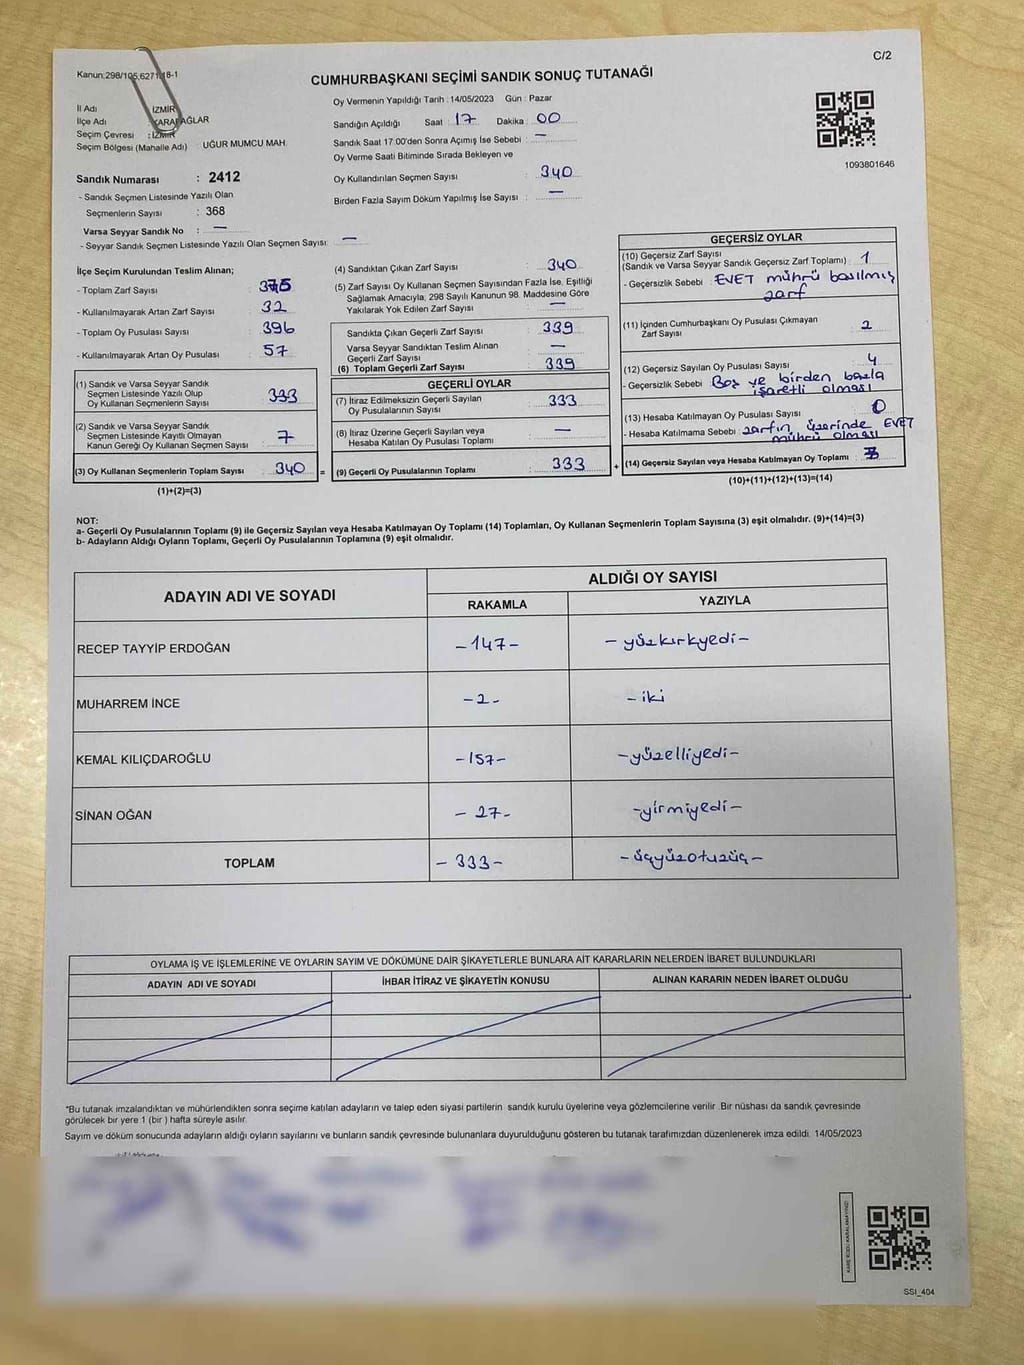 C/2
Kanun:298/105,6271,18-1
CUMHURBAŞKANI SEÇİMİ SANDIK SONUÇ TUTANAĞI
İl Adı İZMİR
İlçe Adı KARABAĞLAR
Seçim Çevresi : İZMİR
Seçim Bölgesi (Mahalle Adı) : UĞUR MUMCU MAH.
Sandık Numarası : 2412
- Sandık Seçmen Listesinde Yazılı Olan
Seçmenlerin Sayısı : 368
Varsa Seyyar Sandık No : —
- Seyyar Sandık Seçmen Listesinde Yazılı Olan Seçmen Sayısı: —
Oy Vermenin Yapıldığı Tarih : 14/05/2023 Gün : Pazar
Sandığın Açıldığı Saat : 17 Dakika : 00
Sandık Saat 17:00'den Sonra Açılmış İse Sebebi : —
Oy Verme Saati Bitiminde Sırada Bekleyen ve
Oy Kullandırılan Seçmen Sayısı : 340
Birden Fazla Sayım Döküm Yapılmış İse Sayısı : —
1093801646
İlçe Seçim Kurulundan Teslim Alınan;
- Toplam Zarf Sayısı : 375
- Kullanılmayarak Artan Zarf Sayısı : 32
- Toplam Oy Pusulası Sayısı : 396
- Kullanılmayarak Artan Oy Pusulası : 57
(1) Sandık ve Varsa Seyyar Sandık
Seçmen Listesinde Yazılı Olup
Oy Kullanan Seçmenlerin Sayısı : 333
(2) Sandık ve Varsa Seyyar Sandık
Seçmen Listesinde Kayıtlı Olmayan
Kanun Gereği Oy Kullanan Seçmen Sayısı : 7
(3) Oy Kullanan Seçmenlerin Toplam Sayısı : 340 =
(1)+(2)=(3)
(4) Sandıktan Çıkan Zarf Sayısı : 340
(5) Zarf Sayısı Oy Kullanan Seçmen Sayısından Fazla İse, Eşitliği
Sağlamak Amacıyla, 298 Sayılı Kanunun 98. Maddesine Göre
Yakılarak Yok Edilen Zarf Sayısı : —
Sandıkta Çıkan Geçerli Zarf Sayısı : 339
Varsa Seyyar Sandıktan Teslim Alınan
Geçerli Zarf Sayısı : —
(6) Toplam Geçerli Zarf Sayısı : 339
GEÇERLİ OYLAR
(7) İtiraz Edilmeksizin Geçerli Sayılan
Oy Pusulalarının Sayısı : 333
(8) İtiraz Üzerine Geçerli Sayılan veya
Hesaba Katılan Oy Pusulası Toplamı : —
(9) Geçerli Oy Pusulalarının Toplamı : 333 +
GEÇERSİZ OYLAR
(10) Geçersiz Zarf Sayısı
(Sandık ve Varsa Seyyar Sandık Geçersiz Zarf Toplamı) : 1
- Geçersizlik Sebebi : EVET mührü basılmış
zarf
(11) İçinden Cumhurbaşkanı Oy Pusulası Çıkmayan
Zarf Sayısı : 2
(12) Geçersiz Sayılan Oy Pusulası Sayısı : 4
- Geçersizlik Sebebi : Boş ve birden fazla
işaretli olması
(13) Hesaba Katılmayan Oy Pusulası Sayısı : 0
- Hesaba Katılmama Sebebi : zarfın üzerinde EVET
mührü olması
(14) Geçersiz Sayılan veya Hesaba Katılmayan Oy Toplamı : 7
(10)+(11)+(12)+(13)=(14)
NOT:
a- Geçerli Oy Pusulalarının Toplamı (9) ile Geçersiz Sayılan veya Hesaba Katılmayan Oy Toplamı (14) Toplamları, Oy Kullanan Seçmenlerin Toplam Sayısına (3) eşit olmalıdır. (9)+(14)=(3)
b- Adayların Aldığı Oyların Toplamı, Geçerli Oy Pusulalarının Toplamına (9) eşit olmalıdır.
ADAYIN ADI VE SOYADI ALDIĞI OY SAYISI
RAKAMLA YAZIYLA
RECEP TAYYİP ERDOĞAN -147- -yüzkırkyedi-
MUHARREM İNCE -2- -iki
KEMAL KILIÇDAROĞLU -157- -yüzelliyedi-
SİNAN OĞAN -27- -yirmiyedi-
TOPLAM -333- -üçyüzotuzüç-
OYLAMA İŞ VE İŞLEMLERİNE VE OYLARIN SAYIM VE DÖKÜMÜNE DAİR ŞİKAYETLERLE BUNLARA AİT KARARLARIN NELERDEN İBARET BULUNDUKLARI
ADAYIN ADI VE SOYADI İHBAR İTİRAZ VE ŞİKAYETİN KONUSU ALINAN KARARIN NEDEN İBARET OLDUĞU
*Bu tutanak imzalandıktan ve mühürlendikten sonra seçime katılan adayların ve talep eden siyasi partilerin sandık kurulu üyelerine veya gözlemcilerine verilir. Bir nüshası da sandık çevresinde
görülecek bir yere 1 (bir ) hafta süreyle asılır.
Sayım ve döküm sonucunda adayların aldığı oyların sayılarını ve bunların sandık çevresinde bulunanlara duyurulduğunu gösteren bu tutanak tarafımızdan düzenlenerek imza edildi. 14/05/2023
KARE KODU KARALAMAYINIZ!
SSI_404